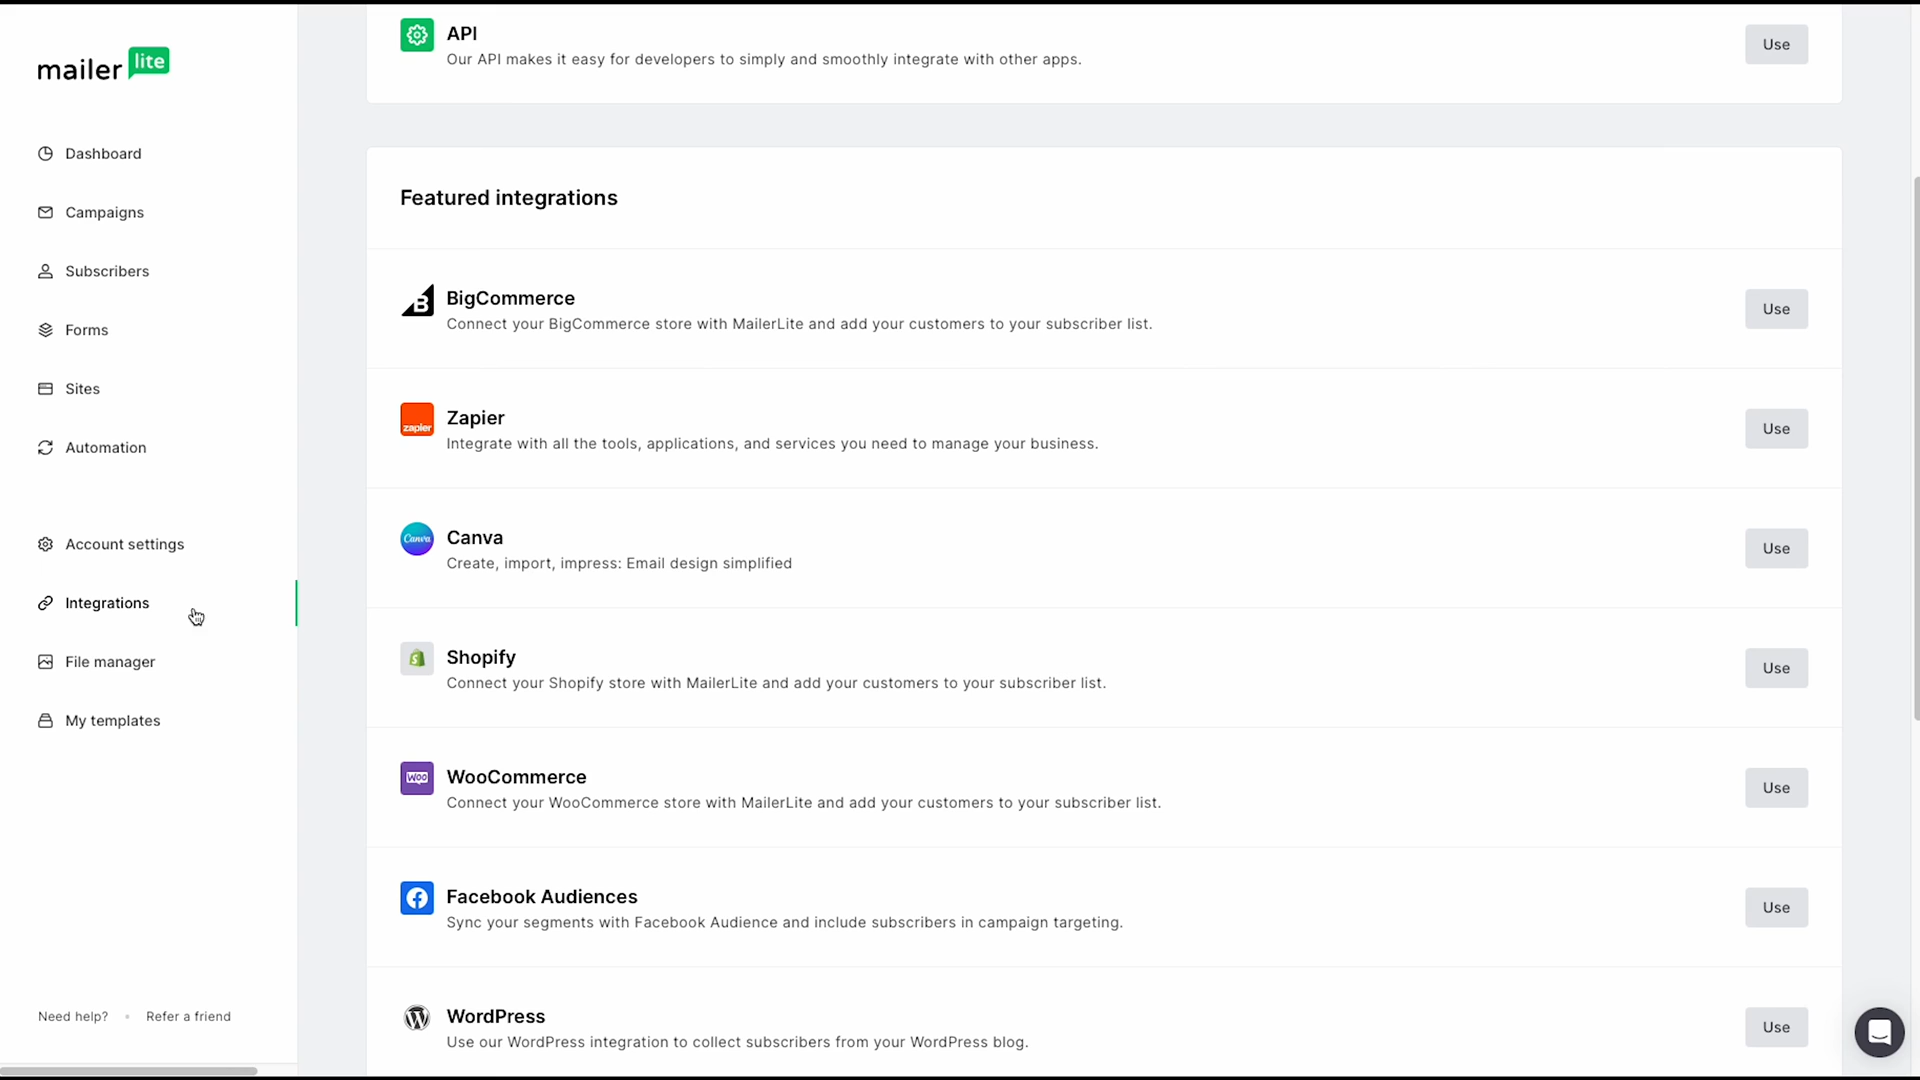 mailer lite
Dashboard
Campaigns
Subscribers
Forms
Sites
Automation
Account settings
Integrations
File manager
My templates
Need help? • Refer a friend
API
Our API makes it easy for developers to simply and smoothly integrate with other apps.
Use
Featured integrations
BigCommerce
Connect your BigCommerce store with MailerLite and add your customers to your subscriber list.
Use
zapier
Zapier
Integrate with all the tools, applications, and services you need to manage your business.
Use
Canva
Canva
Create, import, impress: Email design simplified
Use
Shopify
Connect your Shopify store with MailerLite and add your customers to your subscriber list.
Use
WOO
WooCommerce
Connect your WooCommerce store with MailerLite and add your customers to your subscriber list.
Use
Facebook Audiences
Sync your segments with Facebook Audience and include subscribers in campaign targeting.
Use
WordPress
Use our WordPress integration to collect subscribers from your WordPress blog.
Use